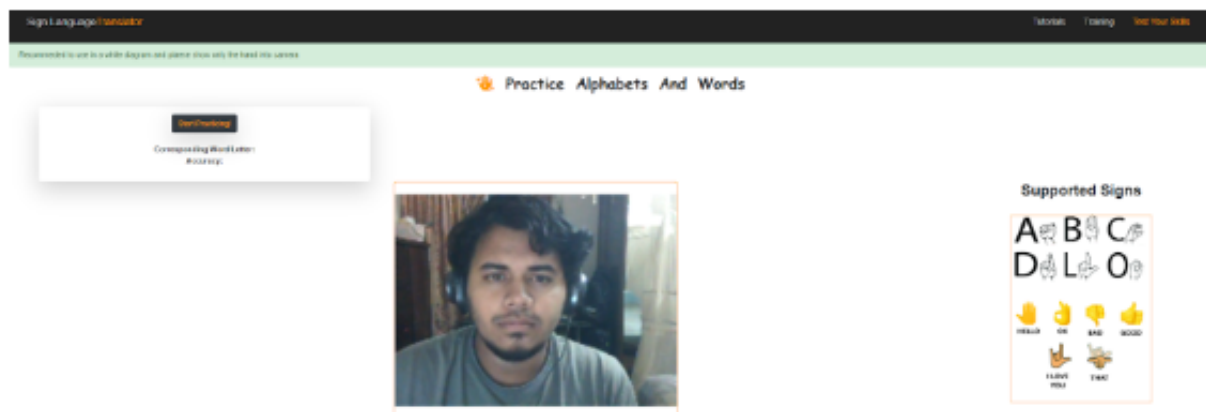 Sign Language Translator
Tutorials Training Test Your Skills
Recommended to use in a white diagram and please show only the hand into camera
Practice Alphabets And Words
Start Practicing!
Corresponding Word/Letter:
Accuracy:
Supported Signs
A B C
D L O
HELLO OK BAD GOOD
I LOVE THAT
YOU